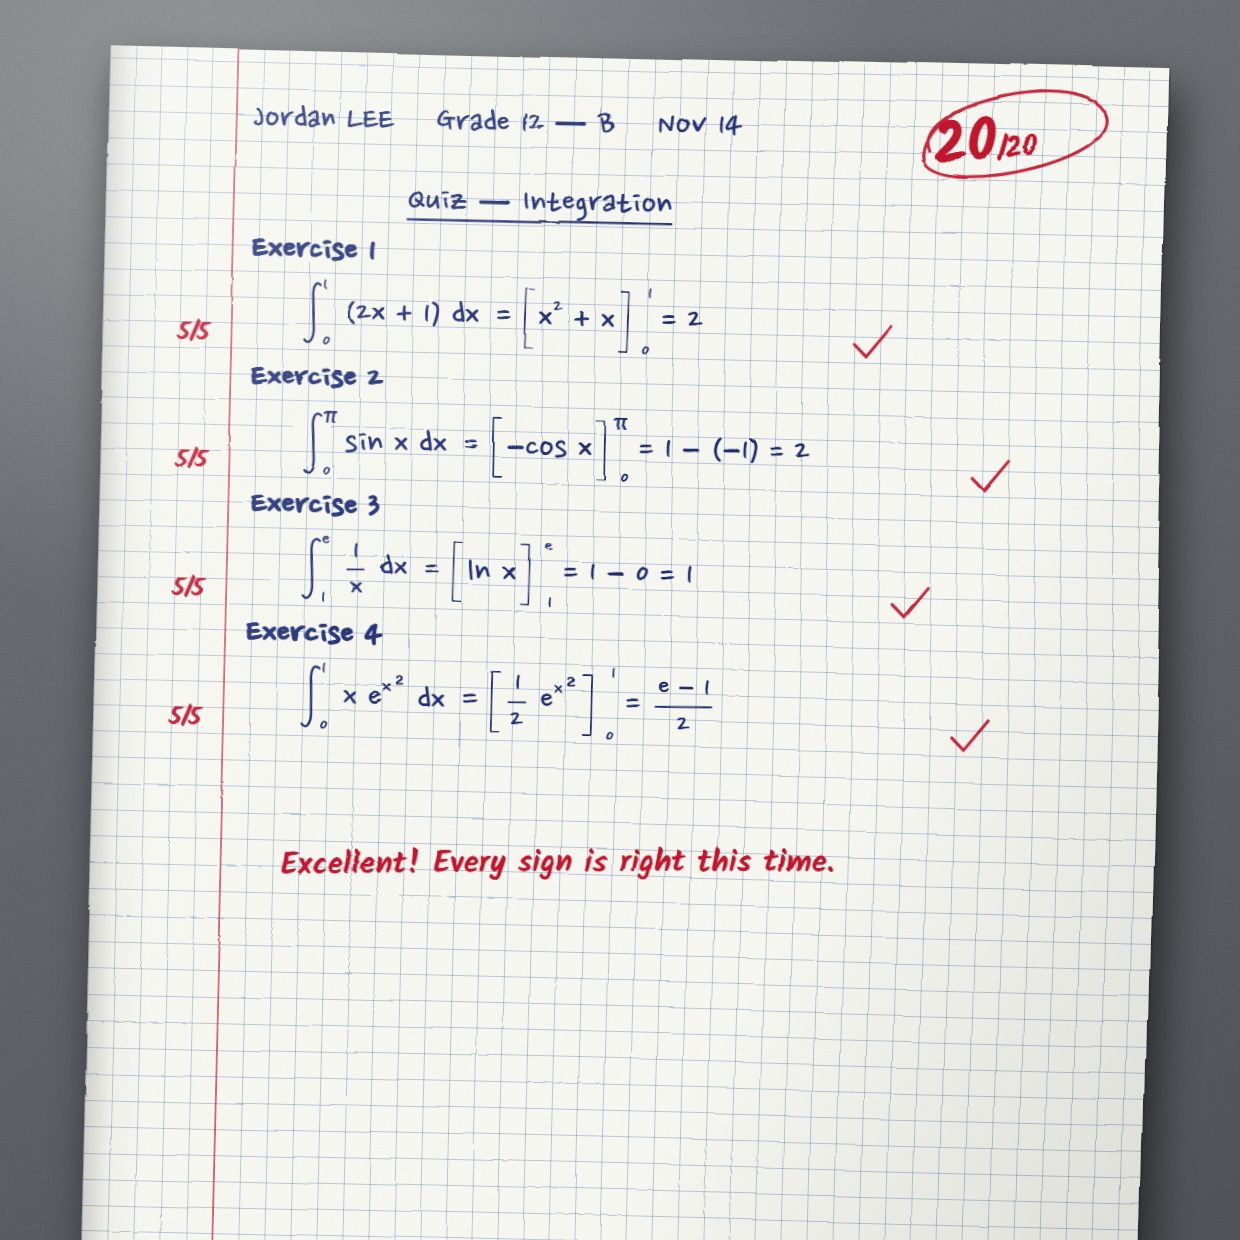 Jordan LEE Grade 12 — B Nov 14
20/20
Quiz — Integration
Exercise 1
5/5 ∫₀¹ (2x + 1) dx = [x² + x]₀¹ = 2 ✓
Exercise 2
5/5 ∫₀^π sin x dx = [−cos x]₀^π = 1 − (−1) = 2 ✓
Exercise 3
5/5 ∫₁^e 1/x dx = [ln x]₁^e = 1 − 0 = 1 ✓
Exercise 4
5/5 ∫₀¹ x e^(x²) dx = [1/2 e^(x²)]₀¹ = (e − 1)/2 ✓
Excellent! Every sign is right this time.